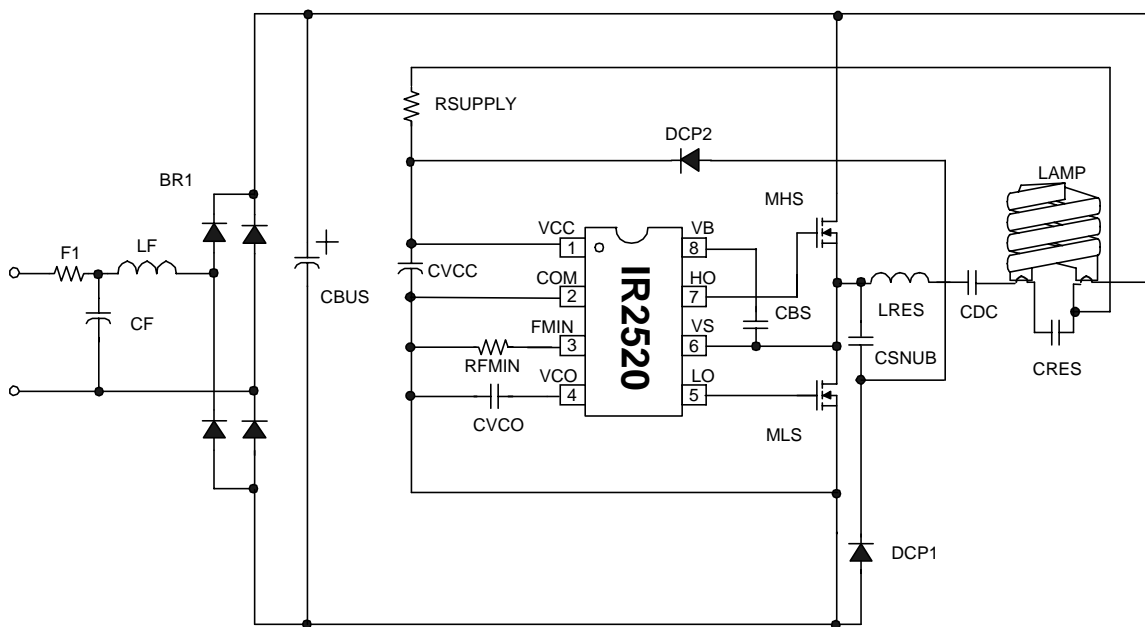 RSUPPLY
DCP2
BR1
LAMP
MHS
VCC
VB
1
8
F1
LF
CVCC
COM
HO
2
7
IR2520
CBUS
CBS
LRES
CDC
CF
FMIN
VS
3
6
RFMIN
CSNUB
CRES
VCO
LO
4
5
CVCO
MLS
DCP1
+